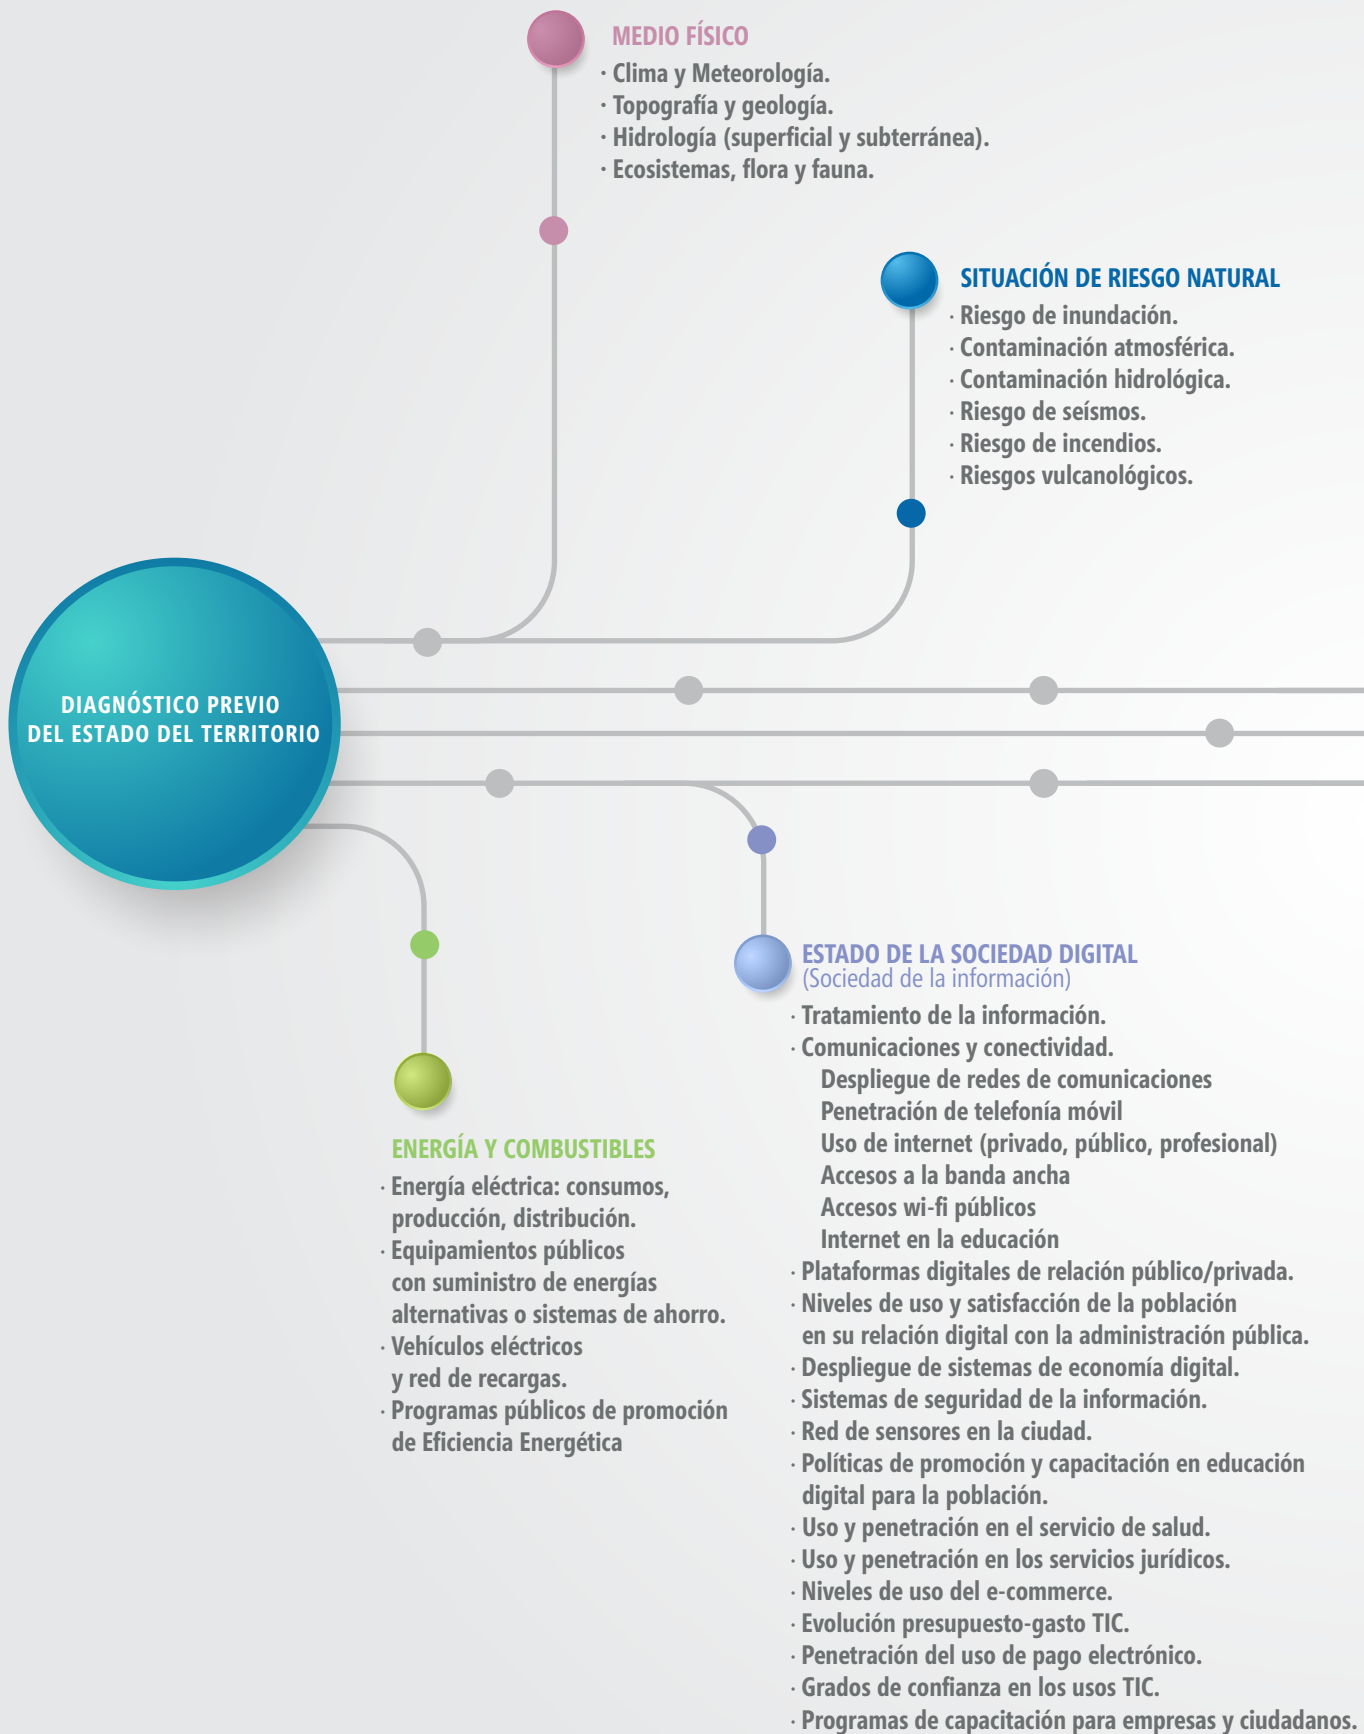 MEDIO FÍSICO
· Clima y Meteorología.
· Topografía y geología.
· Hidrología (superficial y subterránea).
· Ecosistemas, flora y fauna.
SITUACIÓN DE RIESGO NATURAL
· Riesgo de inundación.
· Contaminación atmosférica.
· Contaminación hidrológica.
· Riesgo de seísmos.
· Riesgo de incendios.
· Riesgos vulcanológicos.
DIAGNÓSTICO PREVIO
DEL ESTADO DEL TERRITORIO
ENERGÍA Y COMBUSTIBLES
· Energía eléctrica: consumos,
producción, distribución.
· Equipamientos públicos
con suministro de energías
alternativas o sistemas de ahorro.
· Vehículos eléctricos
y red de recargas.
· Programas públicos de promoción
de Eficiencia Energética
ESTADO DE LA SOCIEDAD DIGITAL
(Sociedad de la información)
· Tratamiento de la información.
· Comunicaciones y conectividad.
Despliegue de redes de comunicaciones
Penetración de telefonía móvil
Uso de internet (privado, público, profesional)
Accesos a la banda ancha
Accesos wi-fi públicos
Internet en la educación
· Plataformas digitales de relación público/privada.
· Niveles de uso y satisfacción de la población
en su relación digital con la administración pública.
· Despliegue de sistemas de economía digital.
· Sistemas de seguridad de la información.
· Red de sensores en la ciudad.
· Políticas de promoción y capacitación en educación
digital para la población.
· Uso y penetración en el servicio de salud.
· Uso y penetración en los servicios jurídicos.
· Niveles de uso del e-commerce.
· Evolución presupuesto-gasto TIC.
· Penetración del uso de pago electrónico.
· Grados de confianza en los usos TIC.
· Programas de capacitación para empresas y ciudadanos.